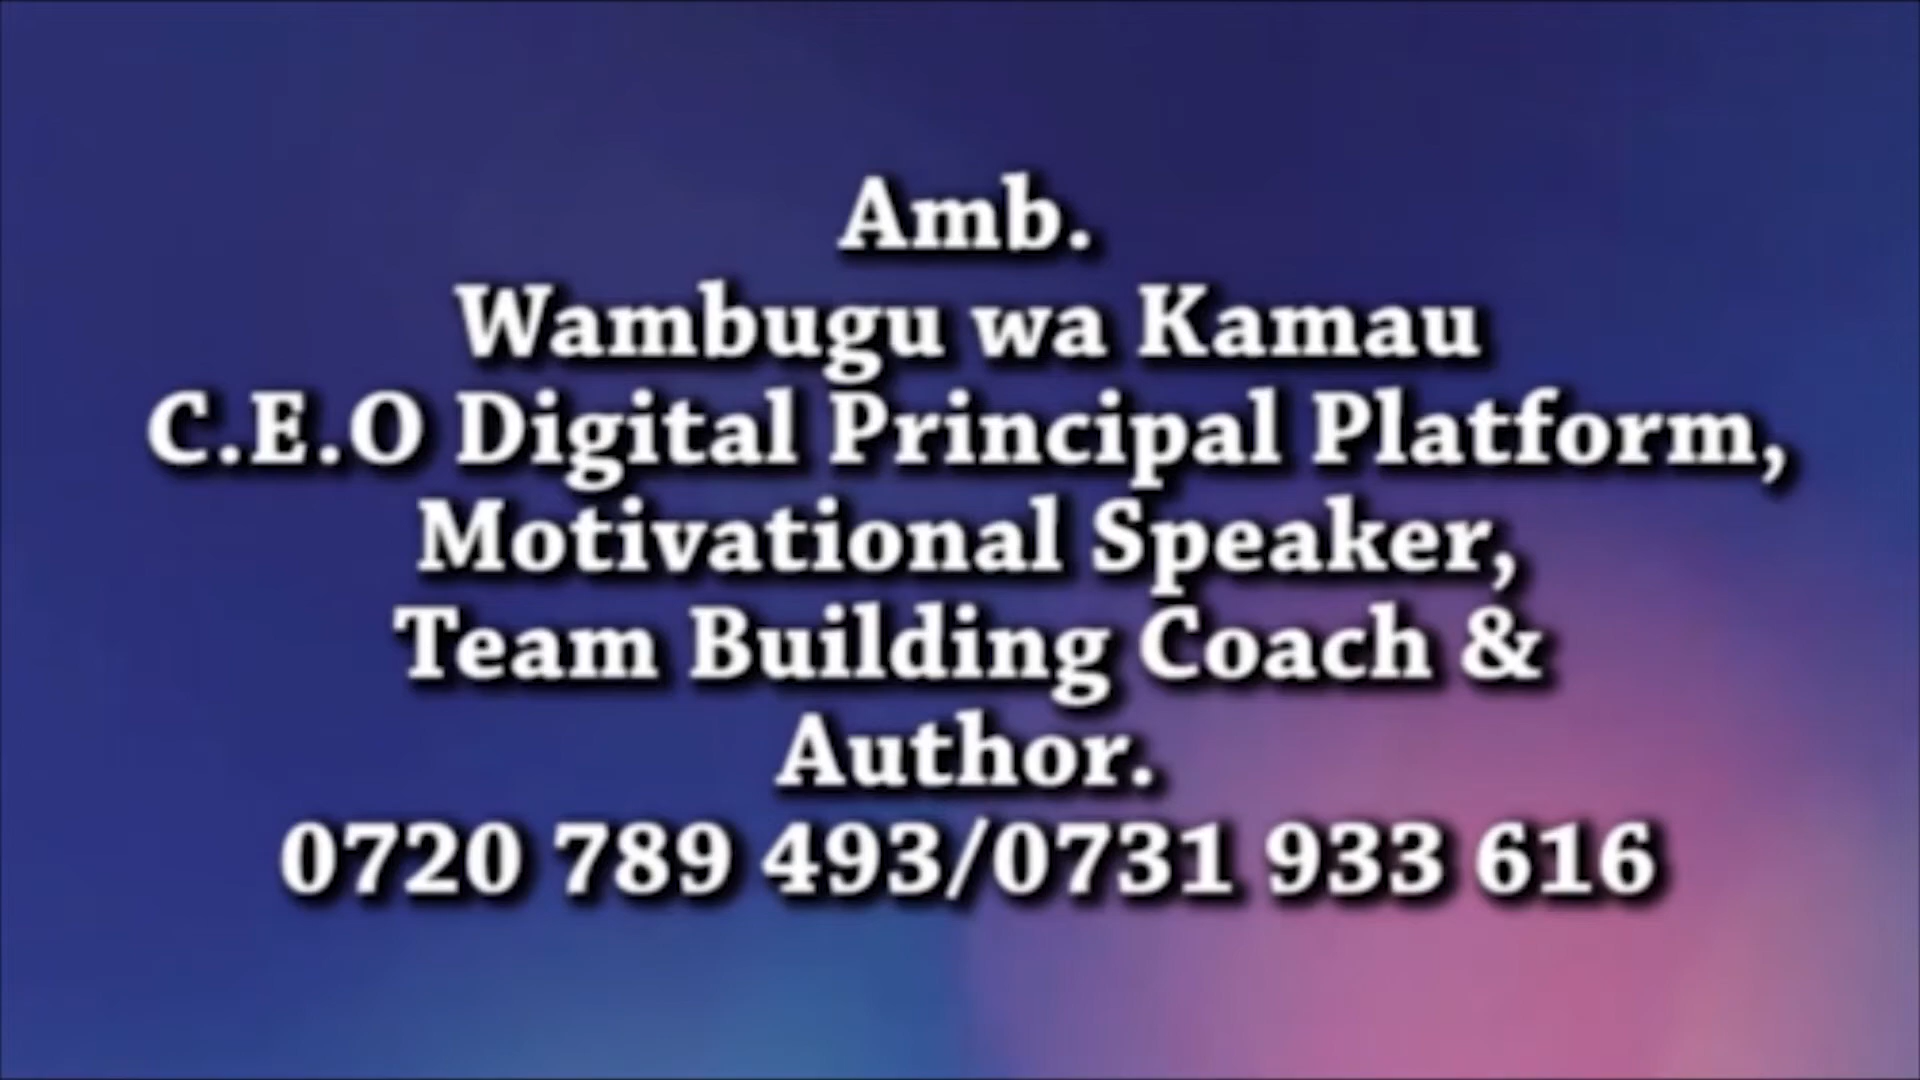 Amb.
Wambugu wa Kamau
C.E.O Digital Principal Platform,
Motivational Speaker,
Team Building Coach &
Author.
0720 789 493/0731 933 616